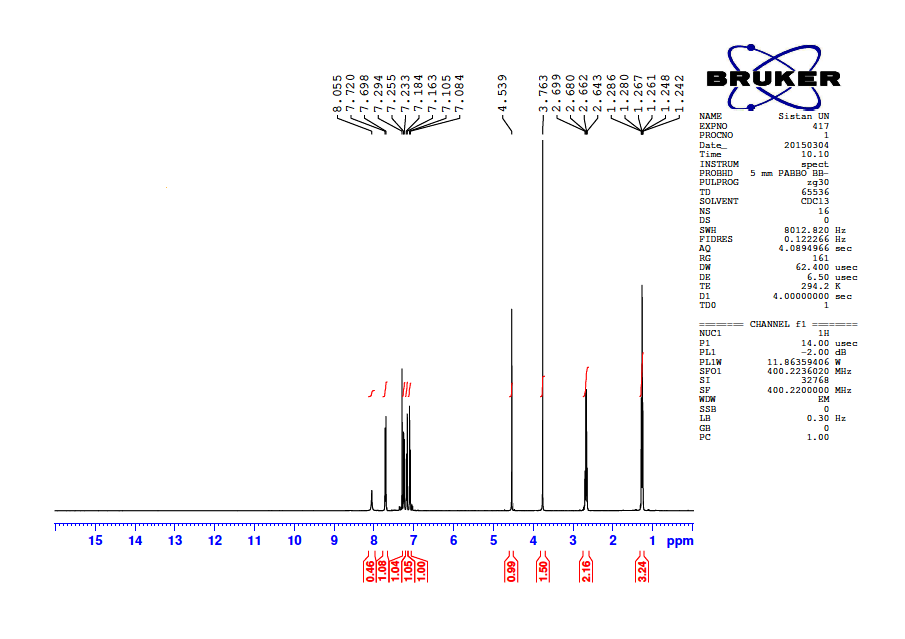 8.055
7.720
7.698
7.294
7.255
7.233
7.184
7.163
7.105
7.084
4.539
3.763
2.699
2.680
2.662
2.643
1.286
1.280
1.267
1.261
1.248
1.242
BRUKER
NAME Sistan UN
EXPNO 417
PROCNO 1
Date_ 20150304
Time 10.10
INSTRUM spect
PROBHD 5 mm PABBO BB-
PULPROG zg30
TD 65536
SOLVENT CDCl3
NS 16
DS 0
SWH 8012.820 Hz
FIDRES 0.122266 Hz
AQ 4.0894966 sec
RG 161
DW 62.400 usec
DE 6.50 usec
TE 294.2 K
D1 4.00000000 sec
TD0 1
======== CHANNEL f1 ========
NUC1 1H
P1 14.00 usec
PL1 -2.00 dB
PL1W 11.86359406 W
SFO1 400.2236020 MHz
SI 32768
SF 400.2200000 MHz
WDW EM
SSB 0
LB 0.30 Hz
GB 0
PC 1.00
15 14 13 12 11 10 9 8 7 6 5 4 3 2 1 ppm
0.46
1.08
1.04
1.05
1.00
0.99
1.50
2.16
3.24